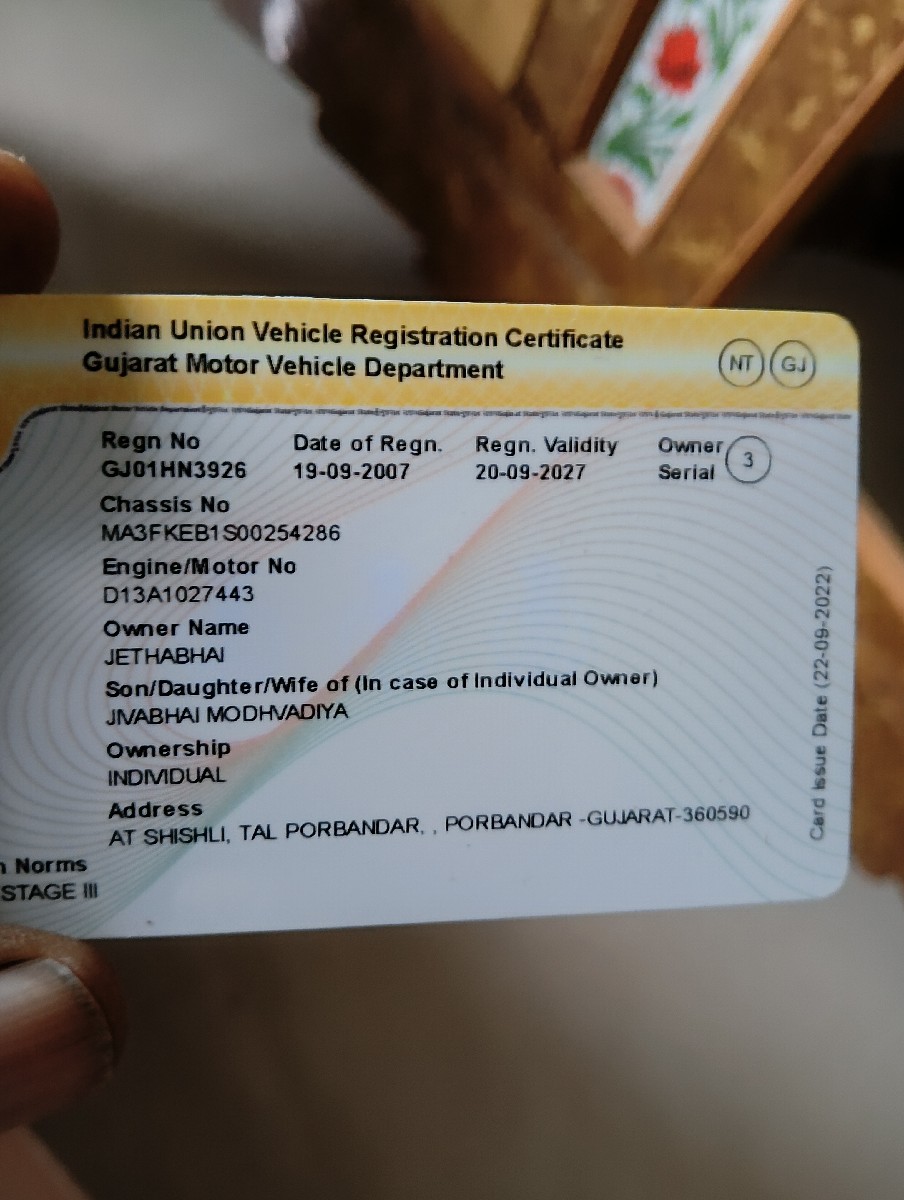 Indian Union Vehicle Registration Certificate
Gujarat Motor Vehicle Department
NT GJ
Regn No Date of Regn. Regn. Validity Owner Serial 3
GJ01HN3926 19-09-2007 20-09-2027
Chassis No
MA3FKEB1S00254286
Engine/Motor No
D13A1027443
Owner Name
JETHABHAI
Son/Daughter/Wife of (In case of Individual Owner)
JIVABHAI MODHVADIYA
Ownership
INDIVIDUAL
Address
AT SHISHLI, TAL PORBANDAR, , PORBANDAR -GUJARAT-360590
Norms
STAGE III
Card Issue Date (22-09-2022)